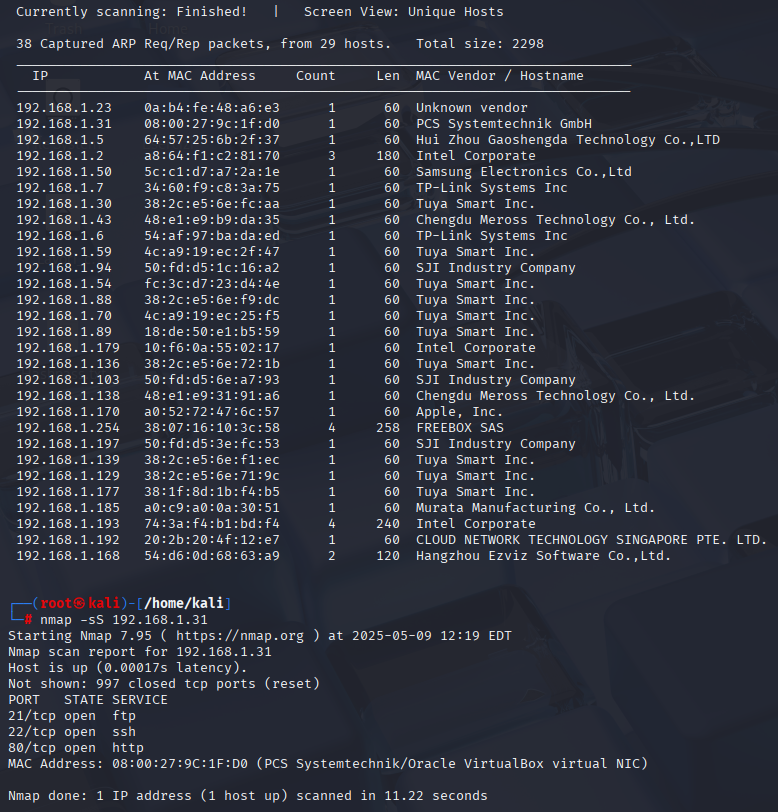 Currently scanning: Finished!   |   Screen View: Unique Hosts
38 Captured ARP Req/Rep packets, from 29 hosts.   Total size: 2298
IP            At MAC Address     Count     Len  MAC Vendor / Hostname
192.168.1.23    0a:b4:fe:48:a6:e3      1      60  Unknown vendor
192.168.1.31    08:00:27:9c:1f:d0      1      60  PCS Systemtechnik GmbH
192.168.1.5     64:57:25:6b:2f:37      1      60  Hui Zhou Gaoshengda Technology Co.,LTD
192.168.1.2     a8:64:f1:c2:81:70      3     180  Intel Corporate
192.168.1.50    5c:c1:d7:a7:2a:1e      1      60  Samsung Electronics Co.,Ltd
192.168.1.7     34:60:f9:c8:3a:75      1      60  TP-Link Systems Inc
192.168.1.30    38:2c:e5:6e:fc:aa      1      60  Tuya Smart Inc.
192.168.1.43    48:e1:e9:b9:da:35      1      60  Chengdu Meross Technology Co., Ltd.
192.168.1.6     54:af:97:ba:da:ed      1      60  TP-Link Systems Inc
192.168.1.59    4c:a9:19:ec:2f:47      1      60  Tuya Smart Inc.
192.168.1.94    50:fd:d5:1c:16:a2      1      60  SJI Industry Company
192.168.1.54    fc:3c:d7:23:d4:4e      1      60  Tuya Smart Inc.
192.168.1.88    38:2c:e5:6e:f9:dc      1      60  Tuya Smart Inc.
192.168.1.70    4c:a9:19:ec:25:f5      1      60  Tuya Smart Inc.
192.168.1.89    18:de:50:e1:b5:59      1      60  Tuya Smart Inc.
192.168.1.179   10:f6:0a:55:02:17      1      60  Intel Corporate
192.168.1.136   38:2c:e5:6e:72:1b      1      60  Tuya Smart Inc.
192.168.1.103   50:fd:d5:6e:a7:93      1      60  SJI Industry Company
192.168.1.138   48:e1:e9:31:91:a6      1      60  Chengdu Meross Technology Co., Ltd.
192.168.1.170   a0:52:72:47:6c:57      1      60  Apple, Inc.
192.168.1.254   38:07:16:10:3c:58      4     258  FREEBOX SAS
192.168.1.197   50:fd:d5:3e:fc:53      1      60  SJI Industry Company
192.168.1.139   38:2c:e5:6e:f1:ec      1      60  Tuya Smart Inc.
192.168.1.129   38:2c:e5:6e:71:9c      1      60  Tuya Smart Inc.
192.168.1.177   38:1f:8d:1b:f4:b5      1      60  Tuya Smart Inc.
192.168.1.185   a0:c9:a0:0a:30:51      1      60  Murata Manufacturing Co., Ltd.
192.168.1.193   74:3a:f4:b1:bd:f4      4     240  Intel Corporate
192.168.1.192   20:2b:20:4f:12:e7      1      60  CLOUD NETWORK TECHNOLOGY SINGAPORE PTE. LTD.
192.168.1.168   54:d6:0d:68:63:a9      2     120  Hangzhou Ezviz Software Co.,Ltd.
┌──(root㉿kali)-[/home/kali]
└─# nmap -sS 192.168.1.31
Starting Nmap 7.95 ( https://nmap.org ) at 2025-05-09 12:19 EDT
Nmap scan report for 192.168.1.31
Host is up (0.00017s latency).
Not shown: 997 closed tcp ports (reset)
PORT   STATE SERVICE
21/tcp open  ftp
22/tcp open  ssh
80/tcp open  http
MAC Address: 08:00:27:9C:1F:D0 (PCS Systemtechnik/Oracle VirtualBox virtual NIC)
Nmap done: 1 IP address (1 host up) scanned in 11.22 seconds